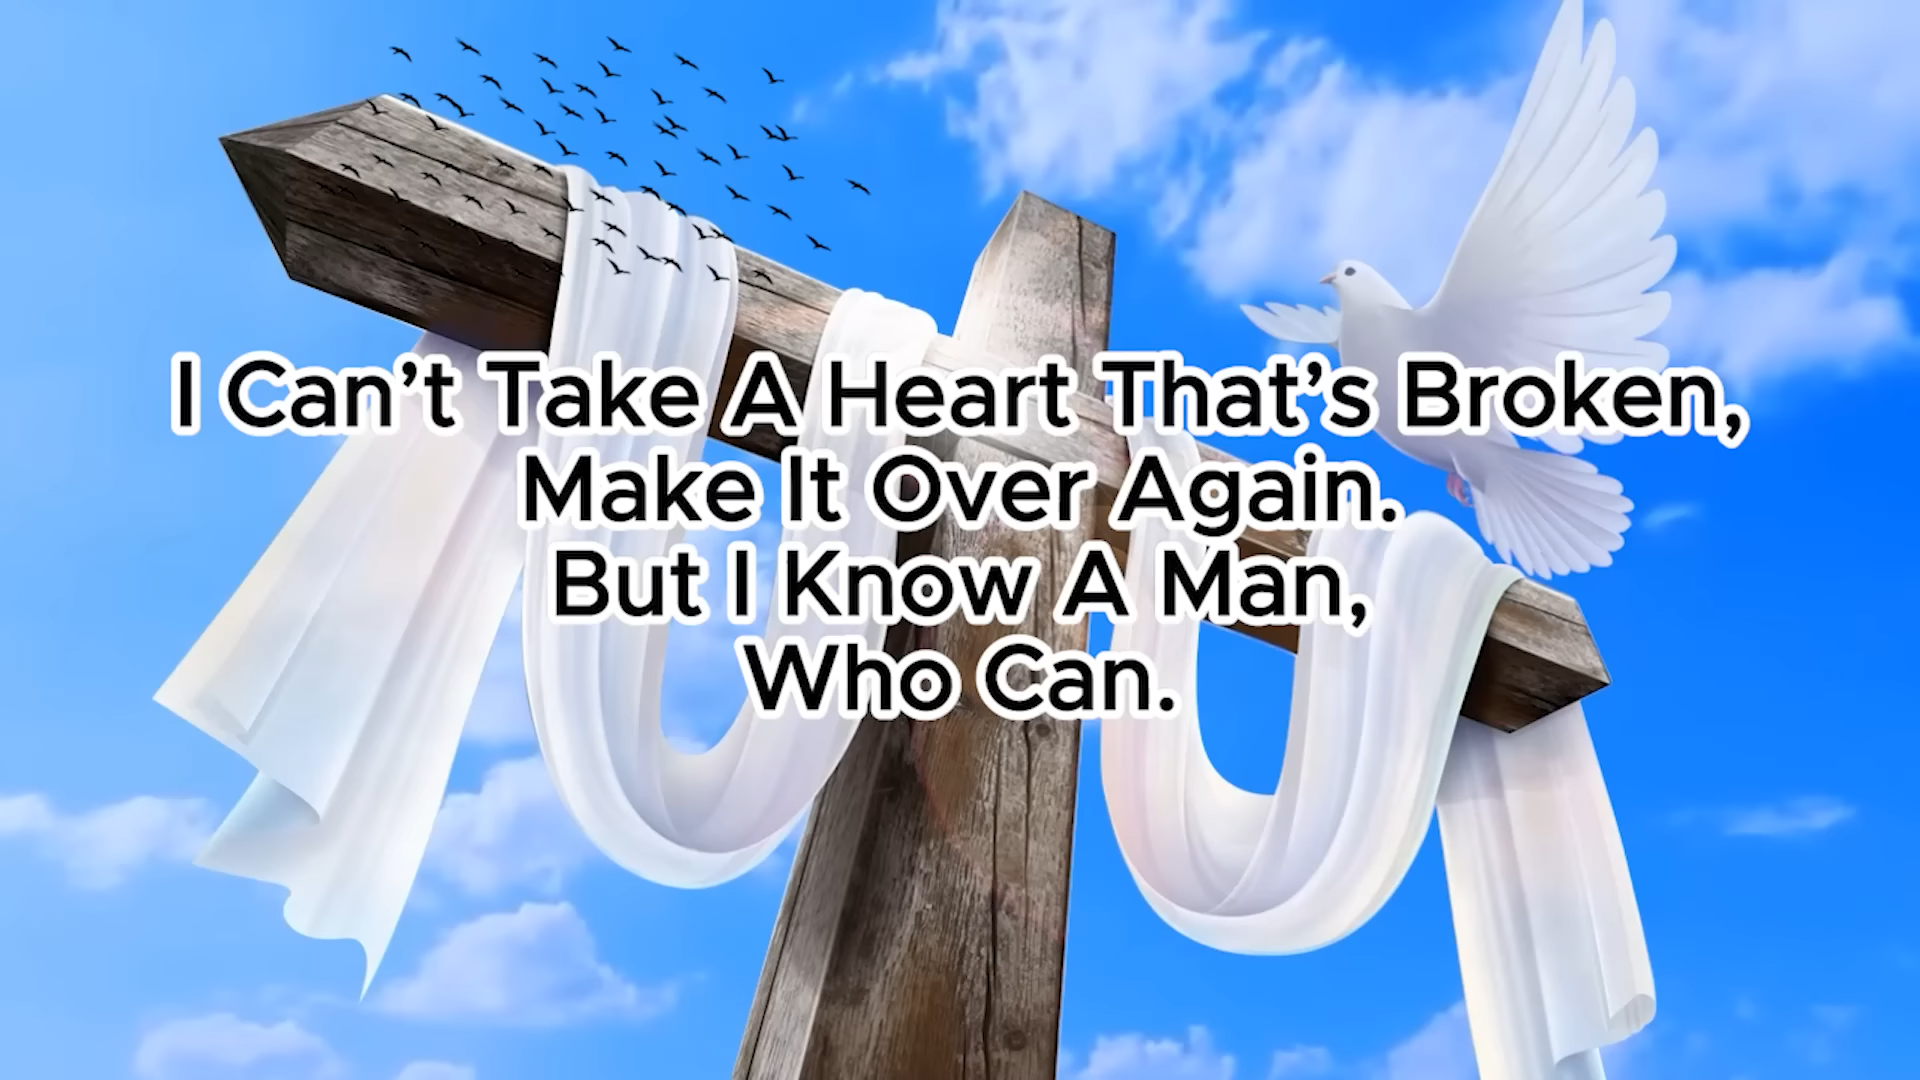 I Can’t Take A Heart That’s Broken,
Make It Over Again.
But I Know A Man,
Who Can.